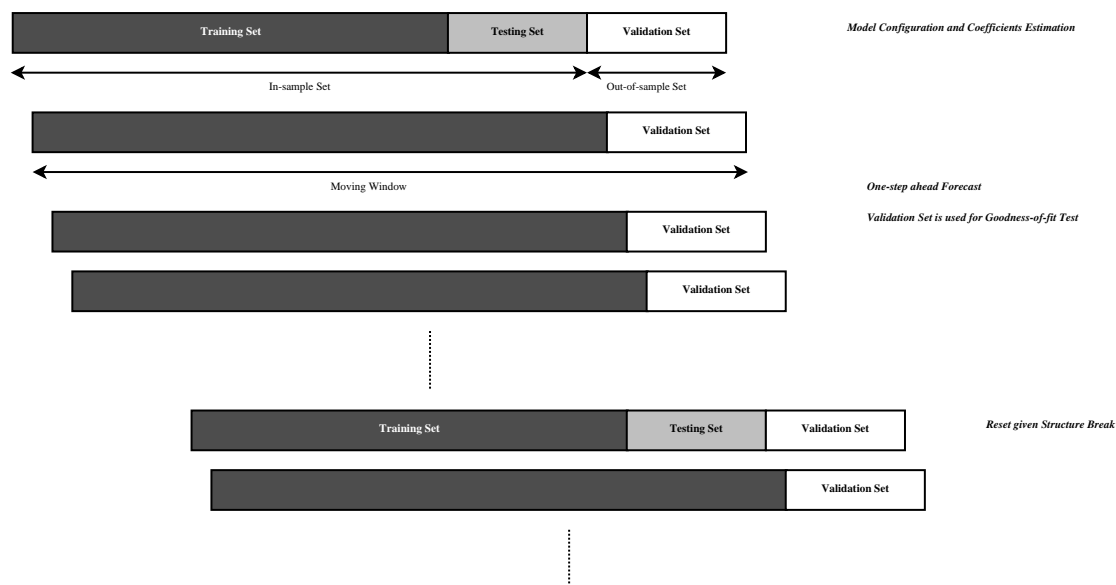 Training Set Testing Set Validation Set Model Configuration and Coefficients Estimation
In-sample Set Out-of-sample Set
Validation Set
Moving Window One-step ahead Forecast
Validation Set Validation Set is used for Goodness-of-fit Test
Validation Set
Training Set Testing Set Validation Set Reset given Structure Break
Validation Set